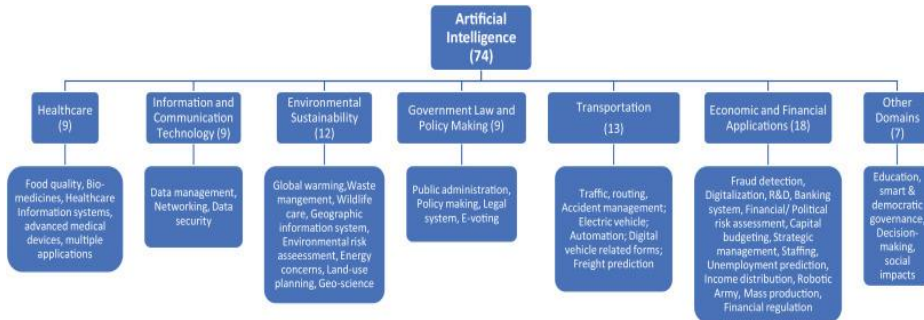 Artificial
Intelligence
(74)
Healthcare
(9)
Information and
Communication
Technology (9)
Environmental
Sustainability
(12)
Government Law and
Policy Making (9)
Transportation
(13)
Economic and Financial
Applications (18)
Other
Domains
(7)
Food quality, Bio-
medicines, Healthcare
Information systems,
advanced medical
devices, multiple
applications
Data management,
Networking, Data
security
Global warming,Waste
mangement, Wildlife
care, Geographic
information system,
Environmental risk
asseessment, Energy
concerns, Land-use
planning, Geo-science
Public administration,
Policy making, Legal
system, E-voting
Traffic, routing,
Accident management;
Electric vehicle;
Automation; Digital
vehicle related forms;
Freight prediction
Fraud detection,
Digitalization, R&D, Banking
system, Financial/ Political
risk assessment, Capital
budgeting, Strategic
management, Staffing,
Unemployment prediction,
Income distribution, Robotic
Army, Mass production,
Financial regulation
Education,
smart &
democratic
governance,
Decision-
making,
social
impacts